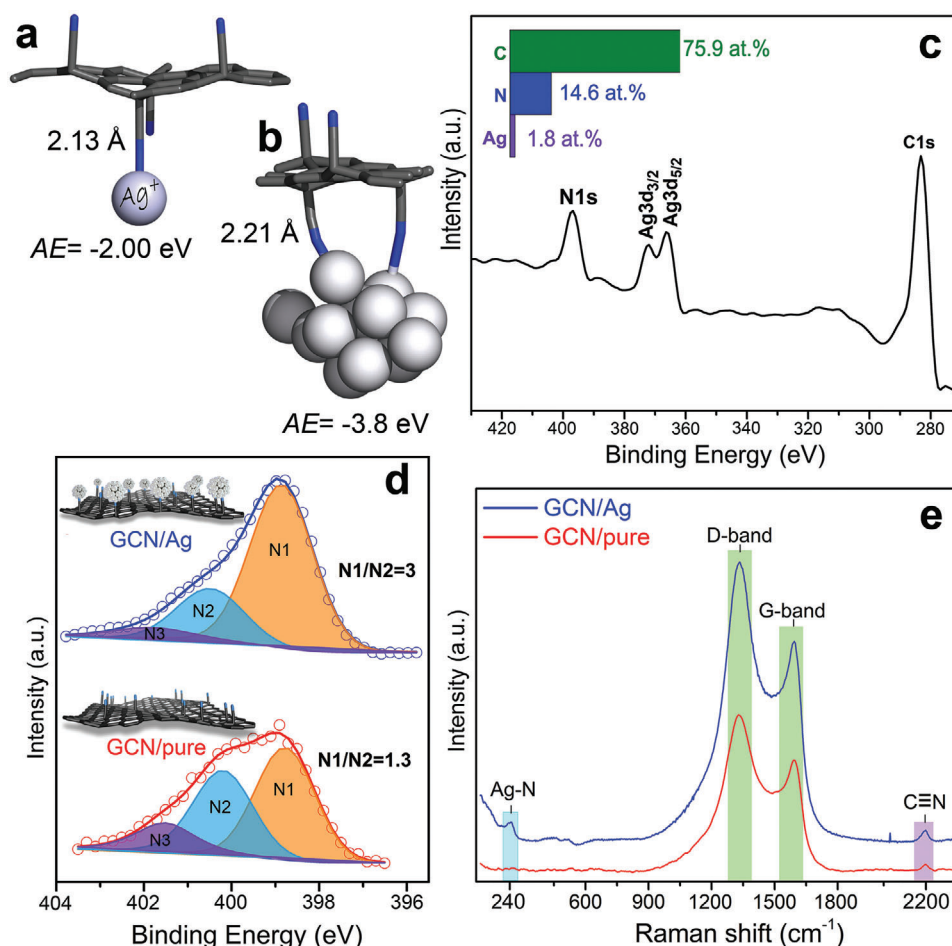 a
2.13 Å
Ag⁺
AE= -2.00 eV
b
2.21 Å
AE= -3.8 eV
c
C 75.9 at.%
N 14.6 at.%
Ag 1.8 at.%
N1s
Ag3d3/2
Ag3d5/2
C1s
Intensity (a.u.)
420 400 380 360 340 320 300 280
Binding Energy (eV)
d
GCN/Ag
N1
N2
N3
N1/N2=3
GCN/pure
N1
N2
N3
N1/N2=1.3
Intensity (a.u.)
404 402 400 398 396
Binding Energy (eV)
e
GCN/Ag
GCN/pure
D-band
G-band
Ag-N
C≡N
Intensity (a.u.)
240 600 900 1200 1500 1800 2200
Raman shift (cm⁻¹)